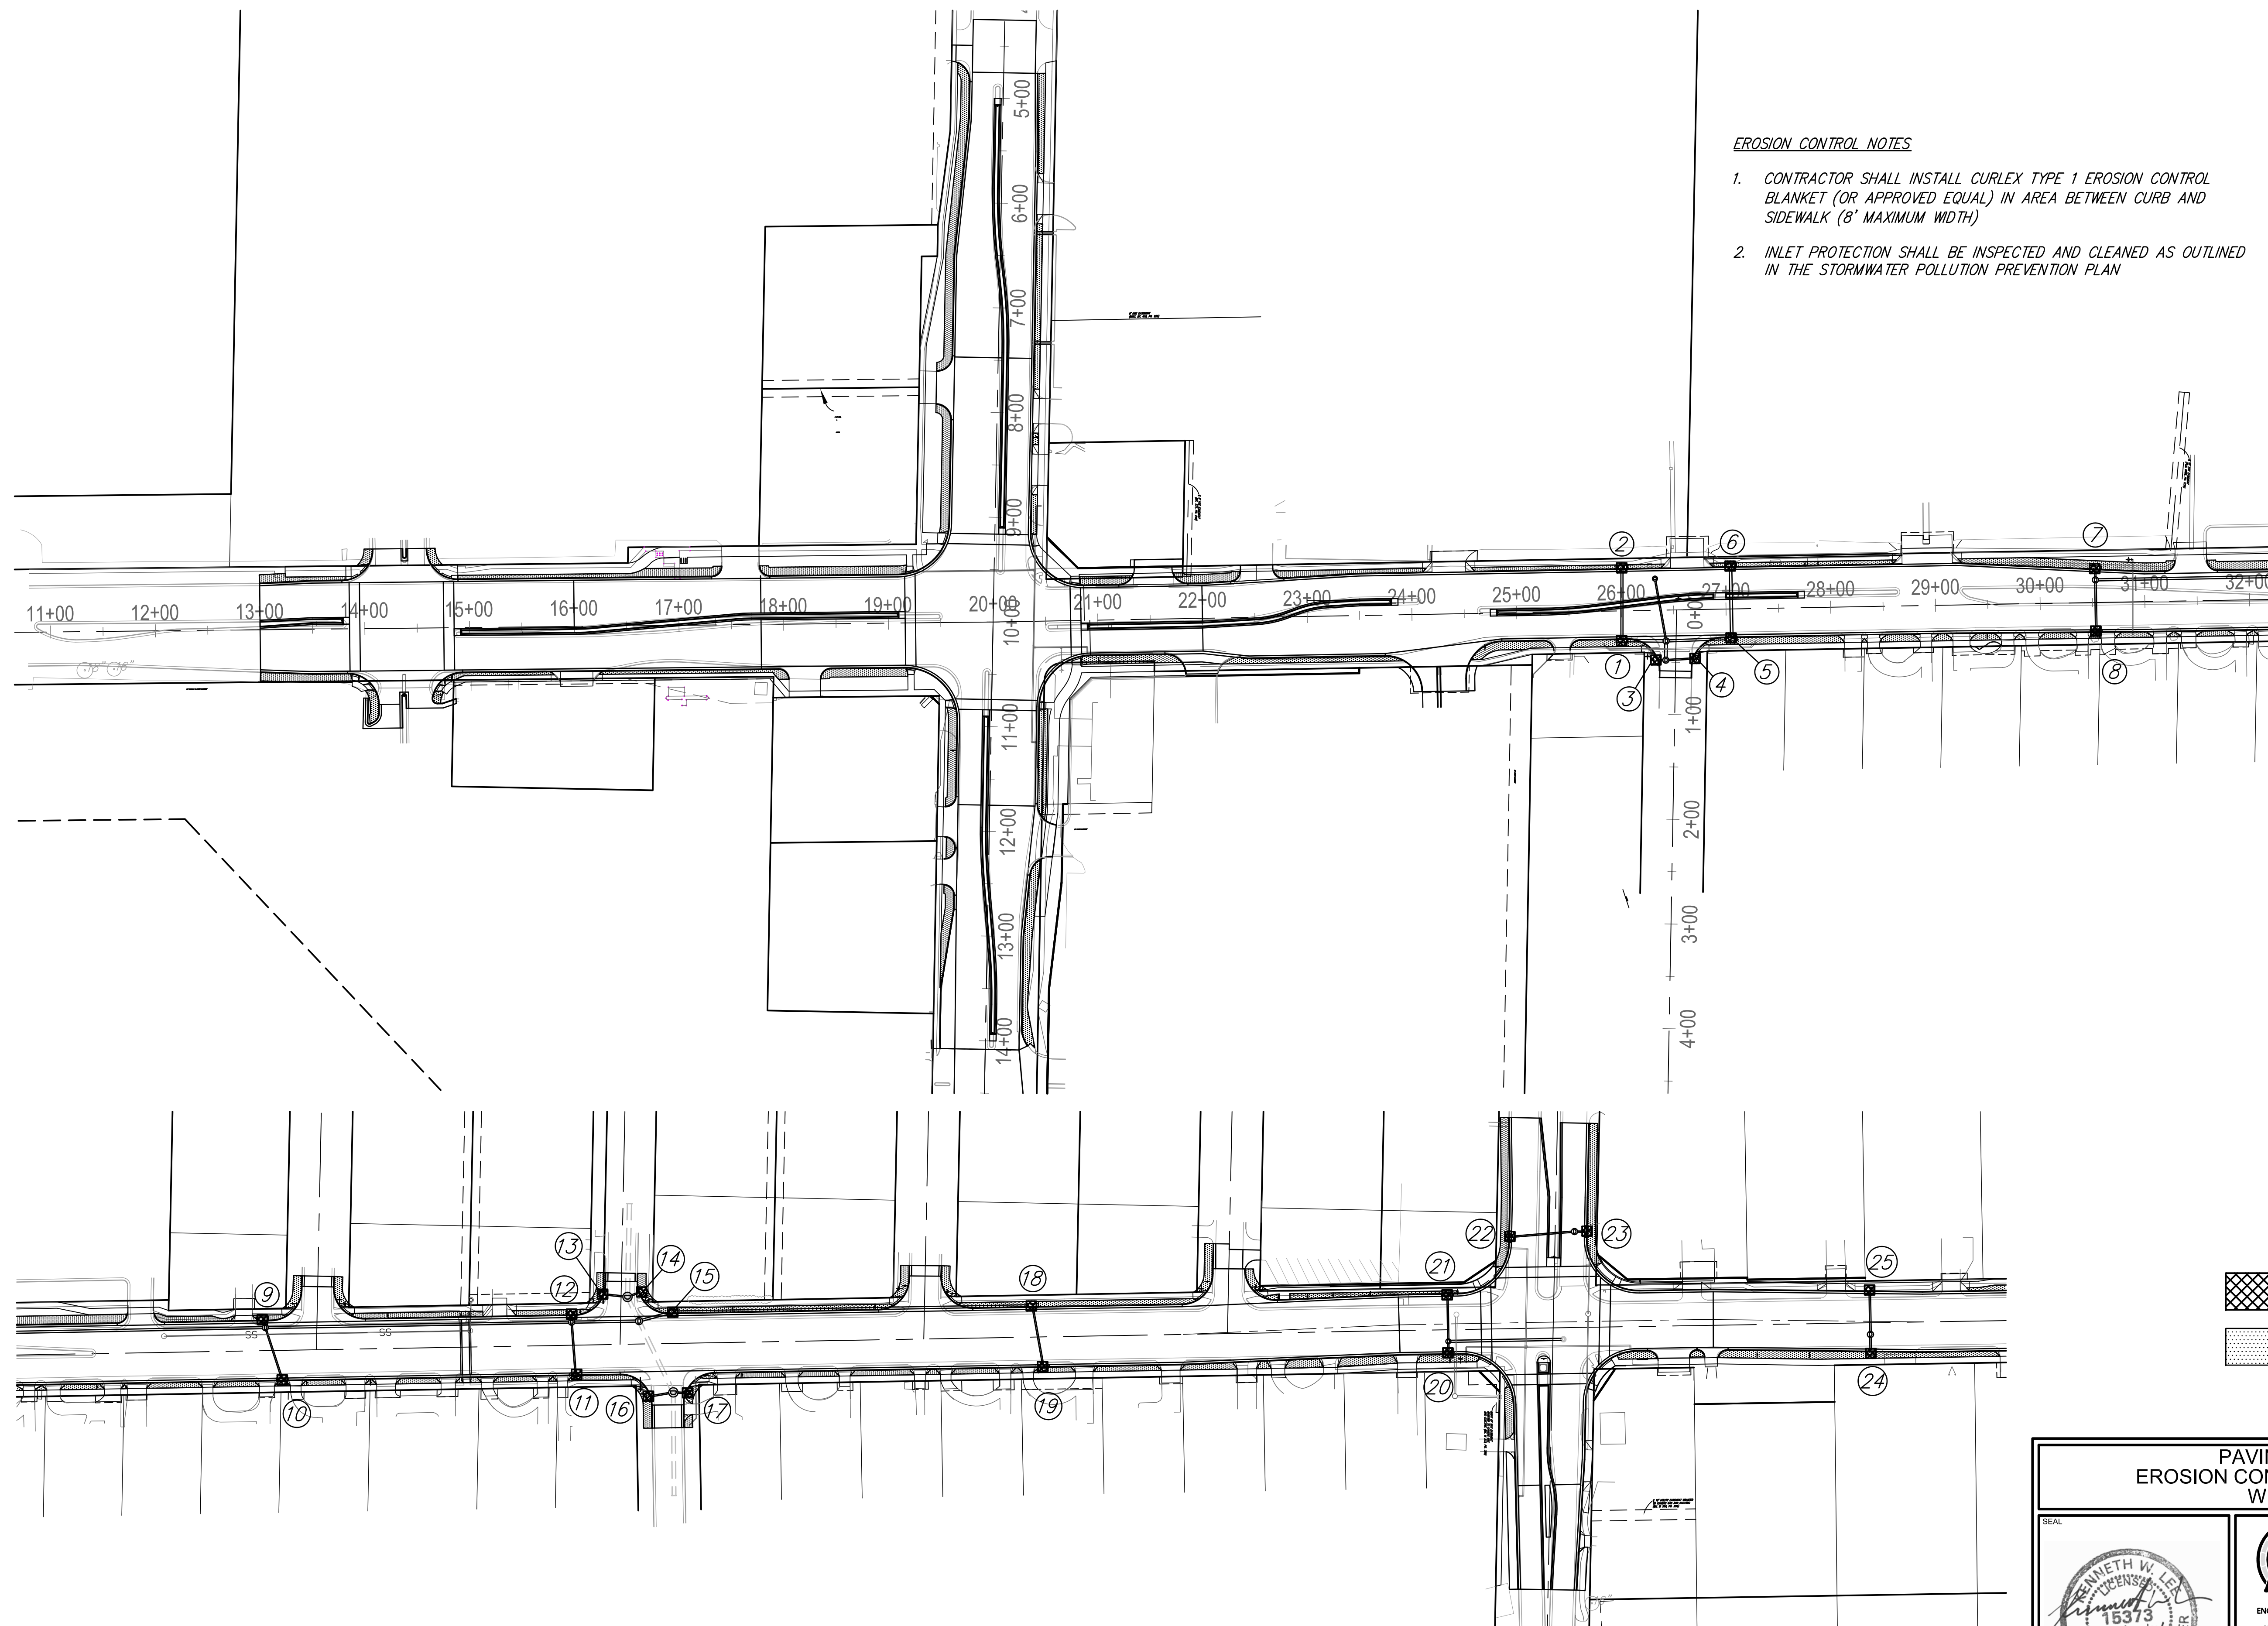 5+00
6+00
7+00
8+00
9+00
10+00
11+00
12+00
13+00
14+00
EROSION CONTROL NOTES
1. CONTRACTOR SHALL INSTALL CURLEX TYPE 1 EROSION CONTROL
BLANKET (OR APPROVED EQUAL) IN AREA BETWEEN CURB AND
SIDEWALK (8' MAXIMUM WIDTH)
2. INLET PROTECTION SHALL BE INSPECTED AND CLEANED AS OUTLINED
IN THE STORMWATER POLLUTION PREVENTION PLAN
2 6 7
11+00 12+00 13+00 14+00 15+00 16+00 17+00 18+00 19+00 20+00 21+00 22+00 23+00 24+00 25+00 26+00 27+00 28+00 29+00 30+00 31+00 32+00
0+00
1+00
2+00
3+00
4+00
1 3 4 5 8
13 14 15
9 12 18 21 22 23 25
SS SS
10 11 16 17 19 20 24
EROSION
W
SEAL
KENNETH W. LEE
LICENSED
15373